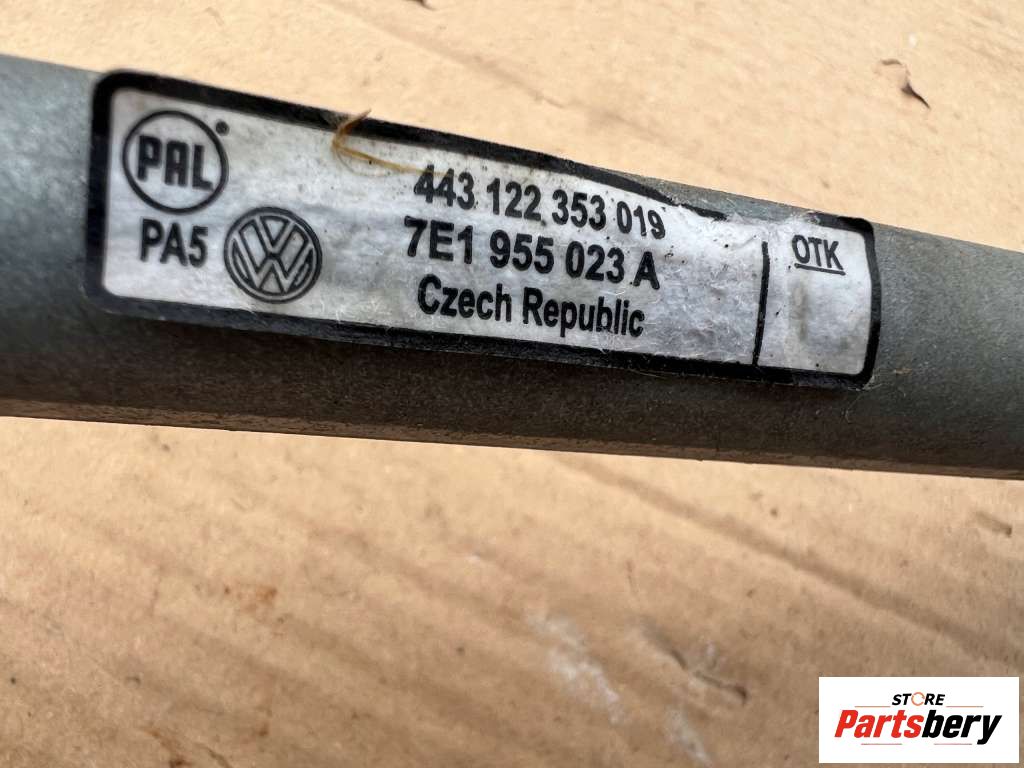 PAL
PA5
443 122 353 019
7E1 955 023 A
Czech Republic
OTK
STORE
Partsbery